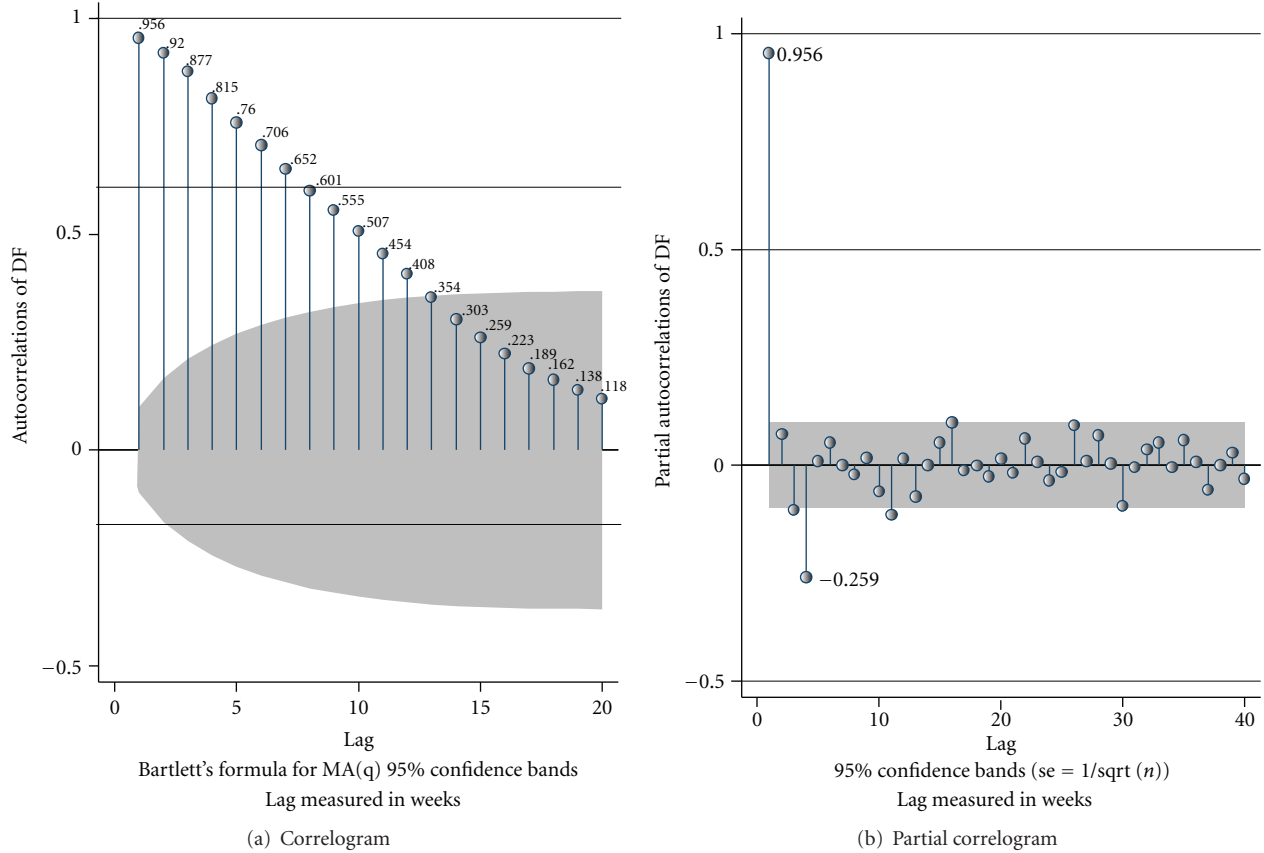 1
0.5
0
−0.5
Autocorrelations of DF
.956
.92
.877
.815
.76
.706
.652
.601
.555
.507
.454
.408
.354
.303
.259
.223
.189
.162
.138
.118
0 5 10 15 20
Lag
Bartlett's formula for MA(q) 95% confidence bands
Lag measured in weeks
(a) Correlogram
1
0.5
0
−0.5
Partial autocorrelations of DF
0.956
−0.259
0 10 20 30 40
Lag
95% confidence bands (se = 1/sqrt (n))
Lag measured in weeks
(b) Partial correlogram